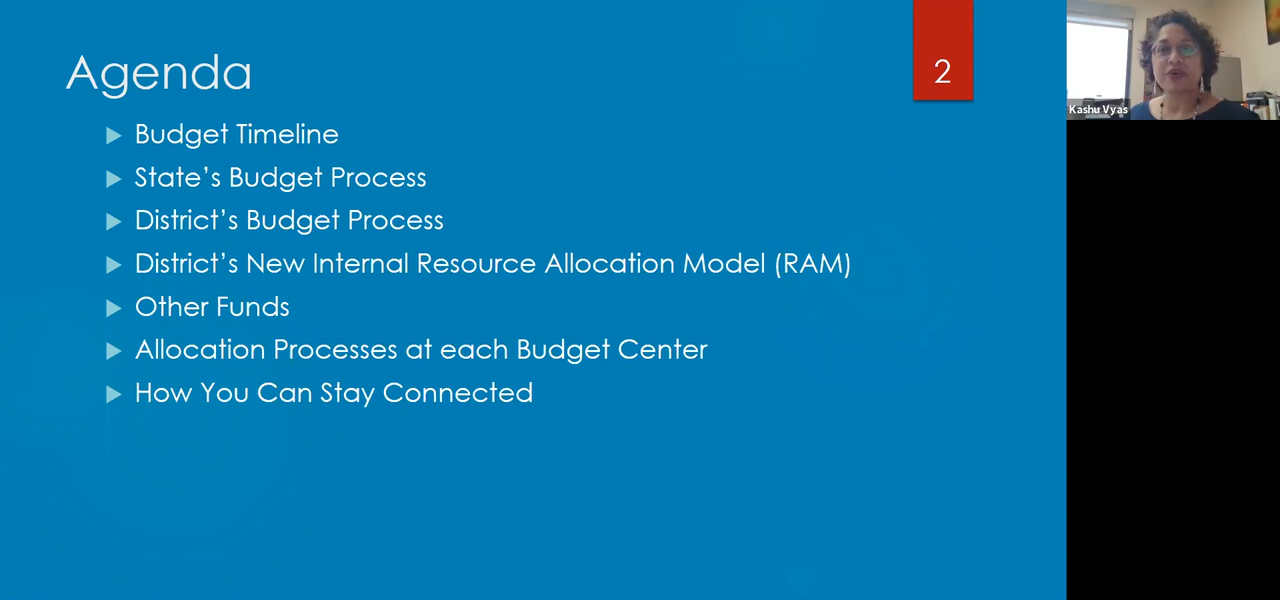 Agenda
2
Budget Timeline
State’s Budget Process
District’s Budget Process
District’s New Internal Resource Allocation Model (RAM)
Other Funds
Allocation Processes at each Budget Center
How You Can Stay Connected
Kashu Vyas